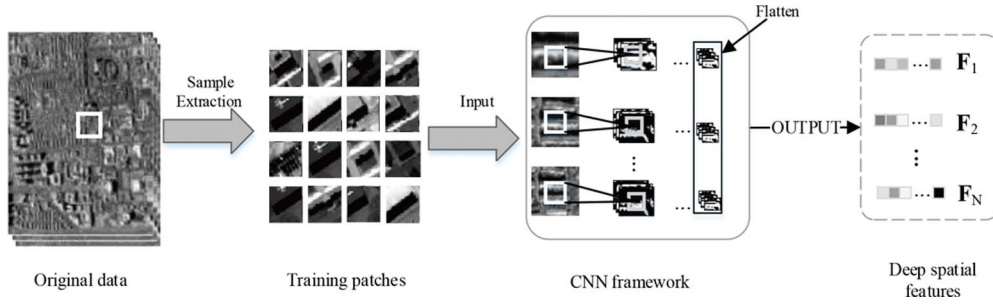 Flatten
Sample
Extraction
Input
OUTPUT
F1
F2
FN
Original data
Training patches
CNN framework
Deep spatial
features